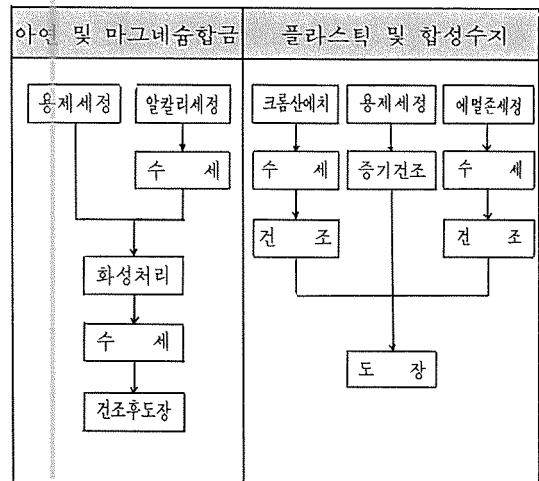 아연 및 마그네슘합금
플라스틱 및 합성수지
용제세정 알칼리세정
수 세
화성처리
수 세
건조후도장
크롬산에치 용제세정 에멀존세정
수 세 증기건조 수 세
건 조 건 조
도 장